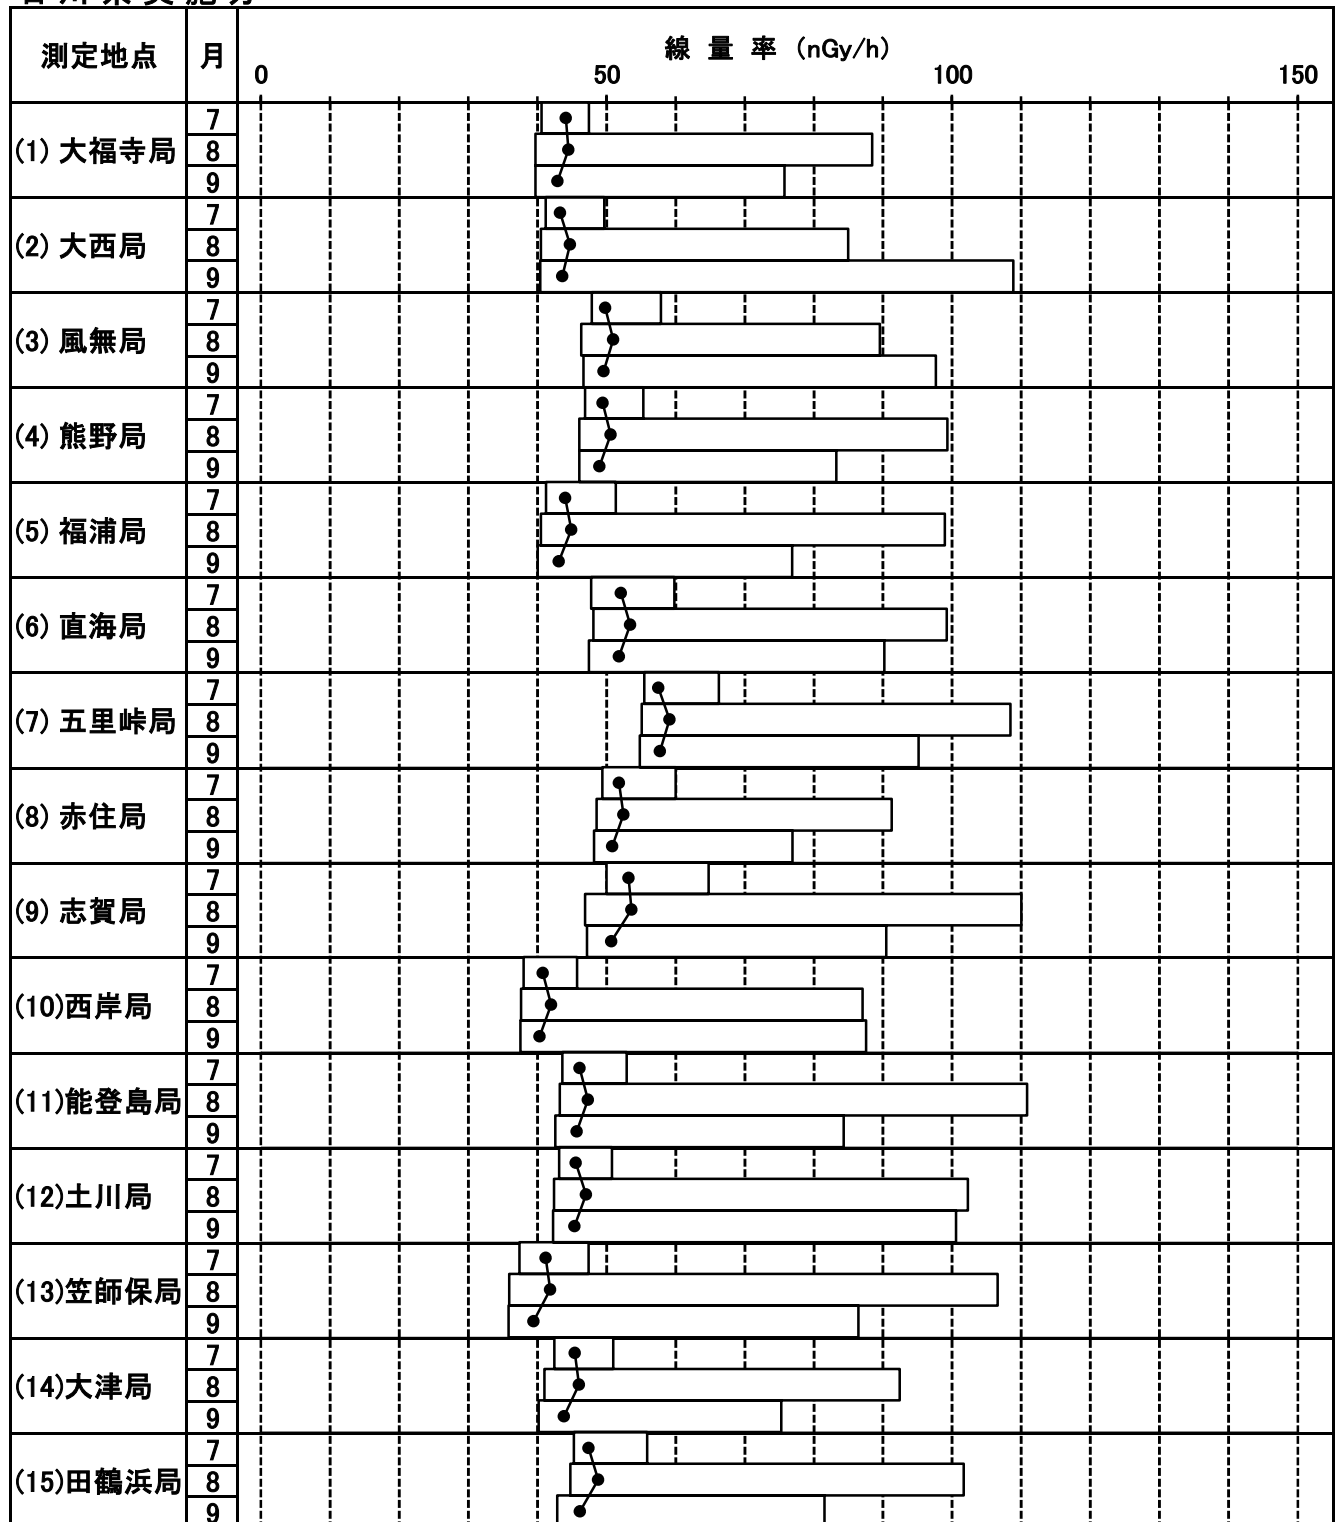 測定地点 月 線 量 率 (nGy/h)
0 50 100 150
(1) 大福寺局 7 8 9
(2) 大西局 7 8 9
(3) 風無局 7 8 9
(4) 熊野局 7 8 9
(5) 福浦局 7 8 9
(6) 直海局 7 8 9
(7) 五里峠局 7 8 9
(8) 赤住局 7 8 9
(9) 志賀局 7 8 9
(10)西岸局 7 8 9
(11)能登島局 7 8 9
(12)土川局 7 8 9
(13)笠師保局 7 8 9
(14)大津局 7 8 9
(15)田鶴浜局 7 8 9